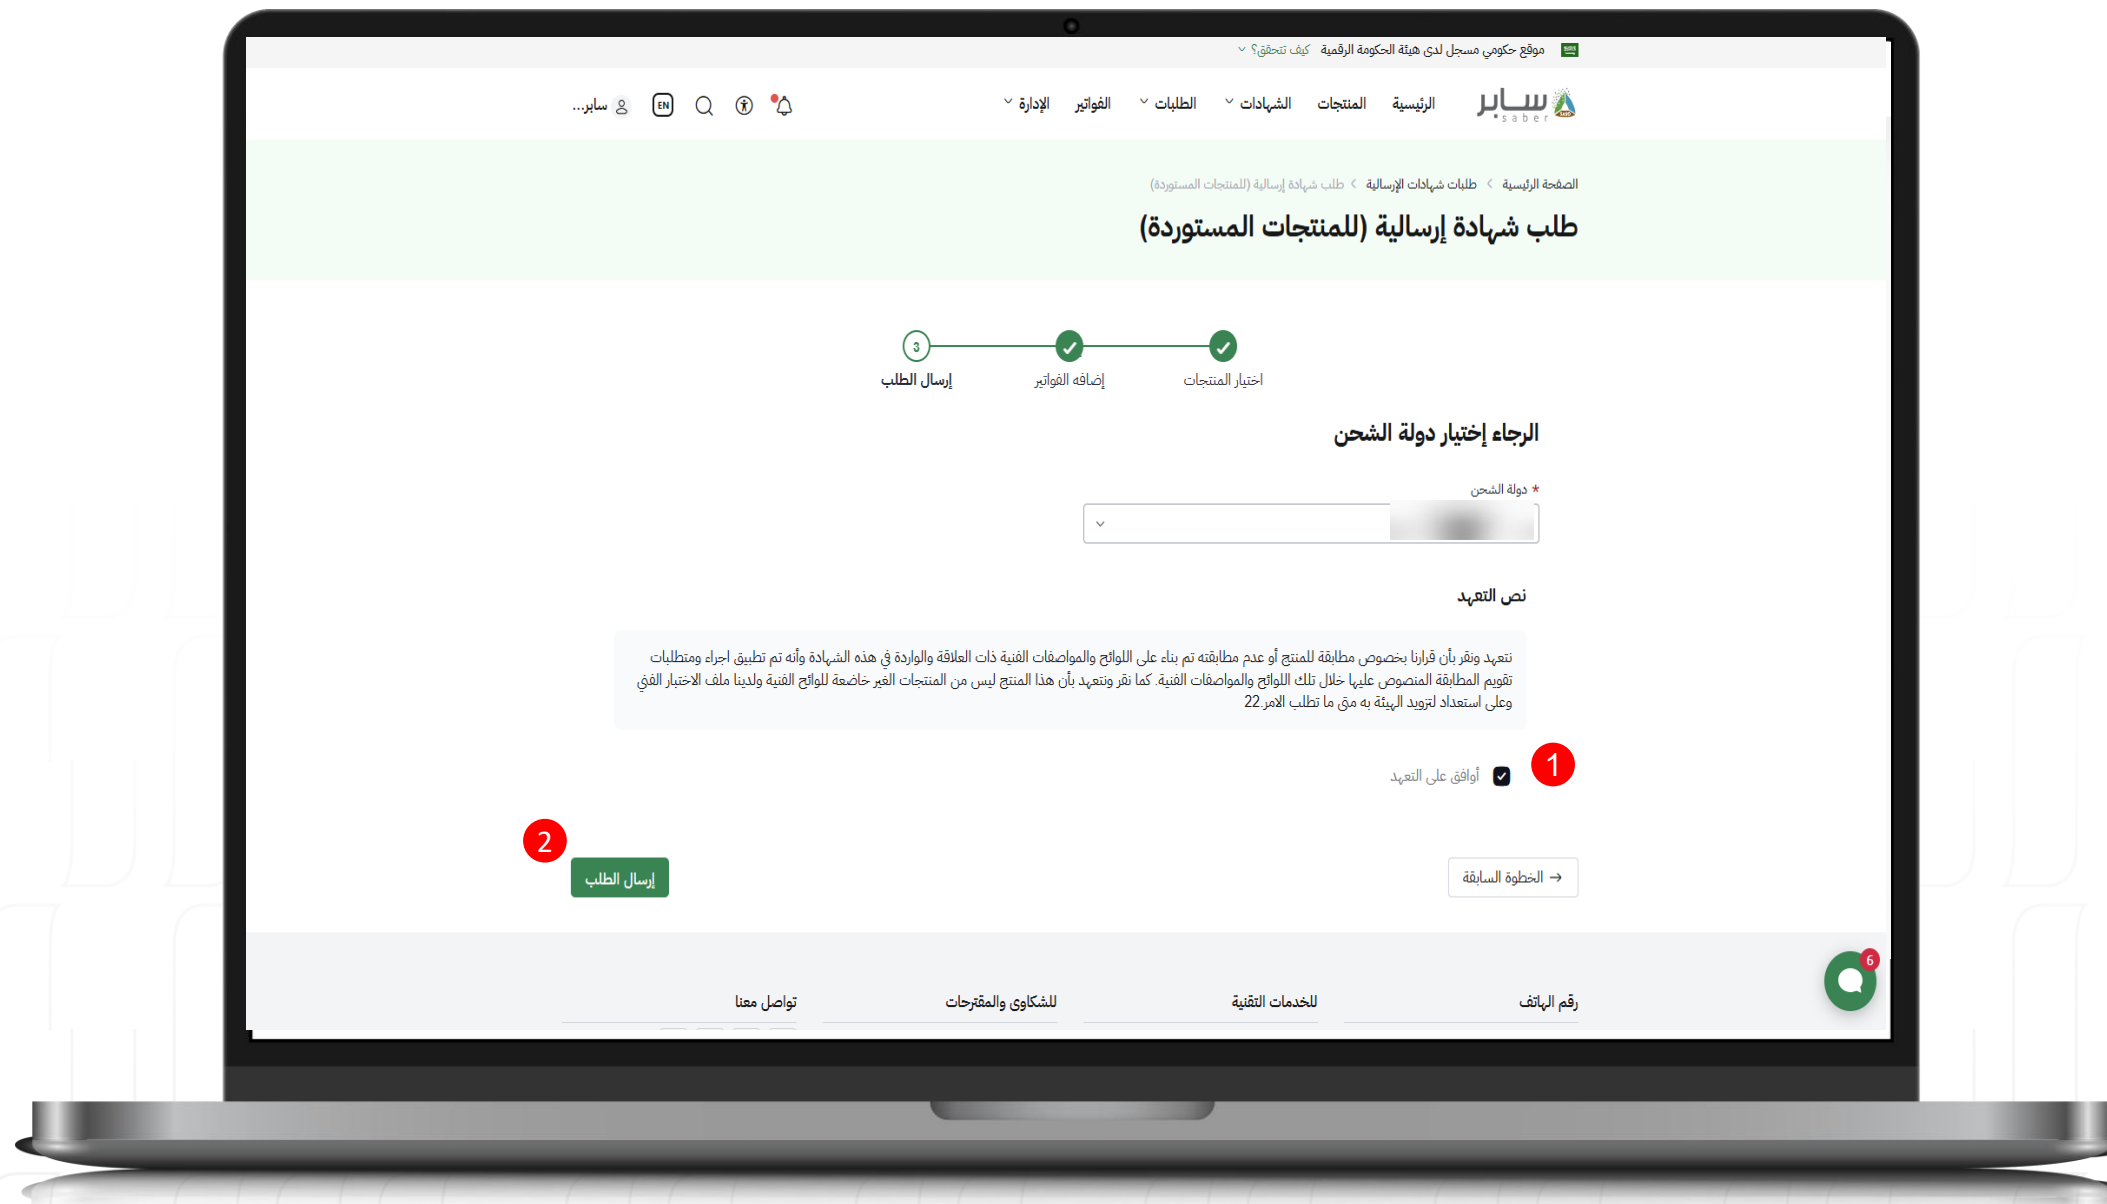 موقع حكومي مسجل لدى هيئة الحكومة الرقمية كيف تتحقق؟
سابر
saber
الرئيسية المنتجات الشهادات الطلبات الفواتير الإدارة
EN سابر...
الصفحة الرئيسية > طلبات شهادات الإرسالية > طلب شهادة إرسالية (للمنتجات المستوردة)
طلب شهادة إرسالية (للمنتجات المستوردة)
3
اختيار المنتجات إضافه الفواتير إرسال الطلب
الرجاء إختيار دولة الشحن
* دولة الشحن
نص التعهد
نتعهد ونقر بأن قرارنا بخصوص مطابقة للمنتج أو عدم مطابقته تم بناء على اللوائح والمواصفات الفنية ذات العلاقة والواردة في هذه الشهادة وأنه تم تطبيق اجراء ومتطلبات
تقويم المطابقة المنصوص عليها خلال تلك اللوائح والمواصفات الفنية. كما نقر ونتعهد بأن هذا المنتج ليس من المنتجات الغير خاضعة للوائح الفنية ولدينا ملف الاختبار الفني
وعلى استعداد لتزويد الهيئة به متى ما تطلب الامر.22
1
أوافق على التعهد
2
→ الخطوة السابقة إرسال الطلب
6
رقم الهاتف للخدمات التقنية للشكاوى والمقترحات تواصل معنا